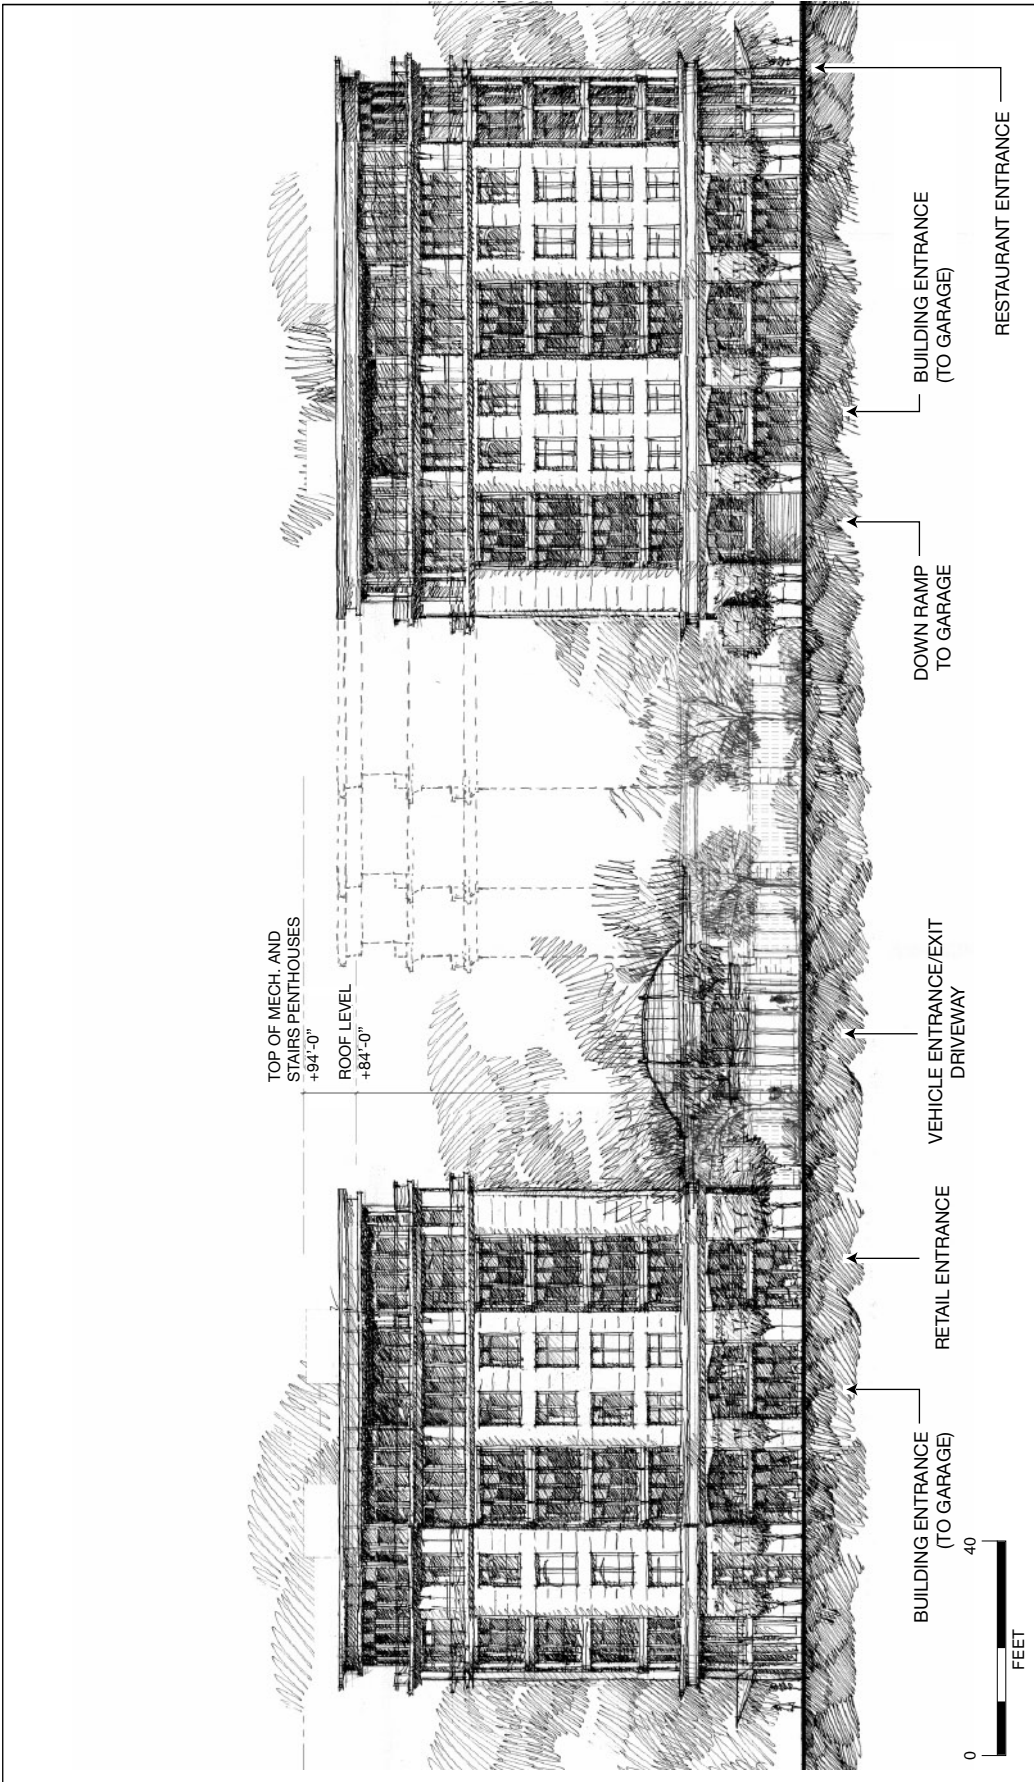 TOP OF MECH. AND
STAIRS PENTHOUSES
+94'-0"
ROOF LEVEL
+84'-0"
BUILDING ENTRANCE
(TO GARAGE)
RETAIL ENTRANCE
VEHICLE ENTRANCE/EXIT
DRIVEWAY
DOWN RAMP
TO GARAGE
BUILDING ENTRANCE
(TO GARAGE)
RESTAURANT ENTRANCE
0
40
FEET